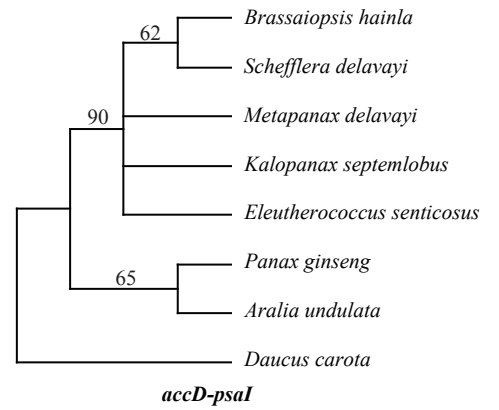 Brassaiopsis hainla
62
Schefflera delavayi
Metapanax delavayi
90
Kalopanax septemlobus
Eleutherococcus senticosus
Panax ginseng
65
Aralia undulata
Daucus carota
accD-psaI